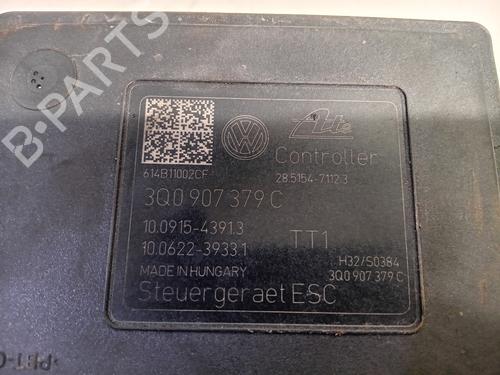 B-PARTS
Ate
Controller
614B11002CF
28.5154-7112.3
3Q0 907 379 C
10.0915-4391.3
TT1
10.0622-3933.1
H32/S0384
MADE IN HUNGARY
3Q0 907 379 C
Steuergeraet ESC